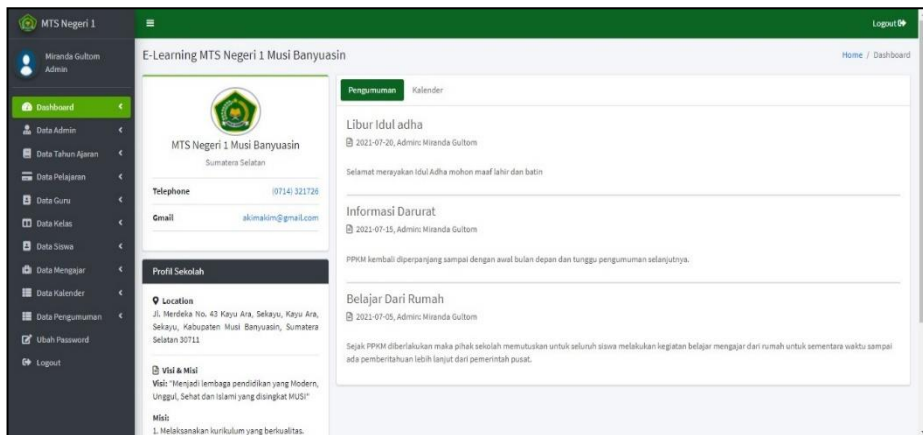 MTS Negeri 1
Logout
Miranda Gultom
Admin
Dashboard
Data Admin
Data Tahun Ajaran
Data Pelajaran
Data Guru
Data Kelas
Data Siswa
Data Mengajar
Data Kalender
Data Pengumuman
Ubah Password
Logout
E-Learning MTS Negeri 1 Musi Banyuasin
Home / Dashboard
MTS Negeri 1 Musi Banyuasin
Sumatera Selatan
Telephone (0714) 321726
Gmail akimakim@gmail.com
Profil Sekolah
Location
Jl. Merdeka No. 43 Kayu Ara, Sekayu, Kayu Ara,
Sekayu, Kabupaten Musi Banyuasin, Sumatera
Selatan 30711
Visi & Misi
Visi: "Menjadi lembaga pendidikan yang Modern,
Unggul, Sehat dan Islami yang disingkat MUSI"
Misi:
1. Melaksanakan kurikulum yang berkualitas.
Pengumuman Kalender
Libur Idul adha
2021-07-20, Admin: Miranda Gultom
Selamat merayakan Idul Adha mohon maaf lahir dan batin
Informasi Darurat
2021-07-15, Admin: Miranda Gultom
PPKM kembali diperpanjang sampai dengan awal bulan depan dan tunggu pengumuman selanjutnya.
Belajar Dari Rumah
2021-07-05, Admin: Miranda Gultom
Sejak PPKM diberlakukan maka pihak sekolah memutuskan untuk seluruh siswa melakukan kegiatan belajar mengajar dari rumah untuk sementara waktu sampai
ada pemberitahuan lebih lanjut dari pemerintah pusat.